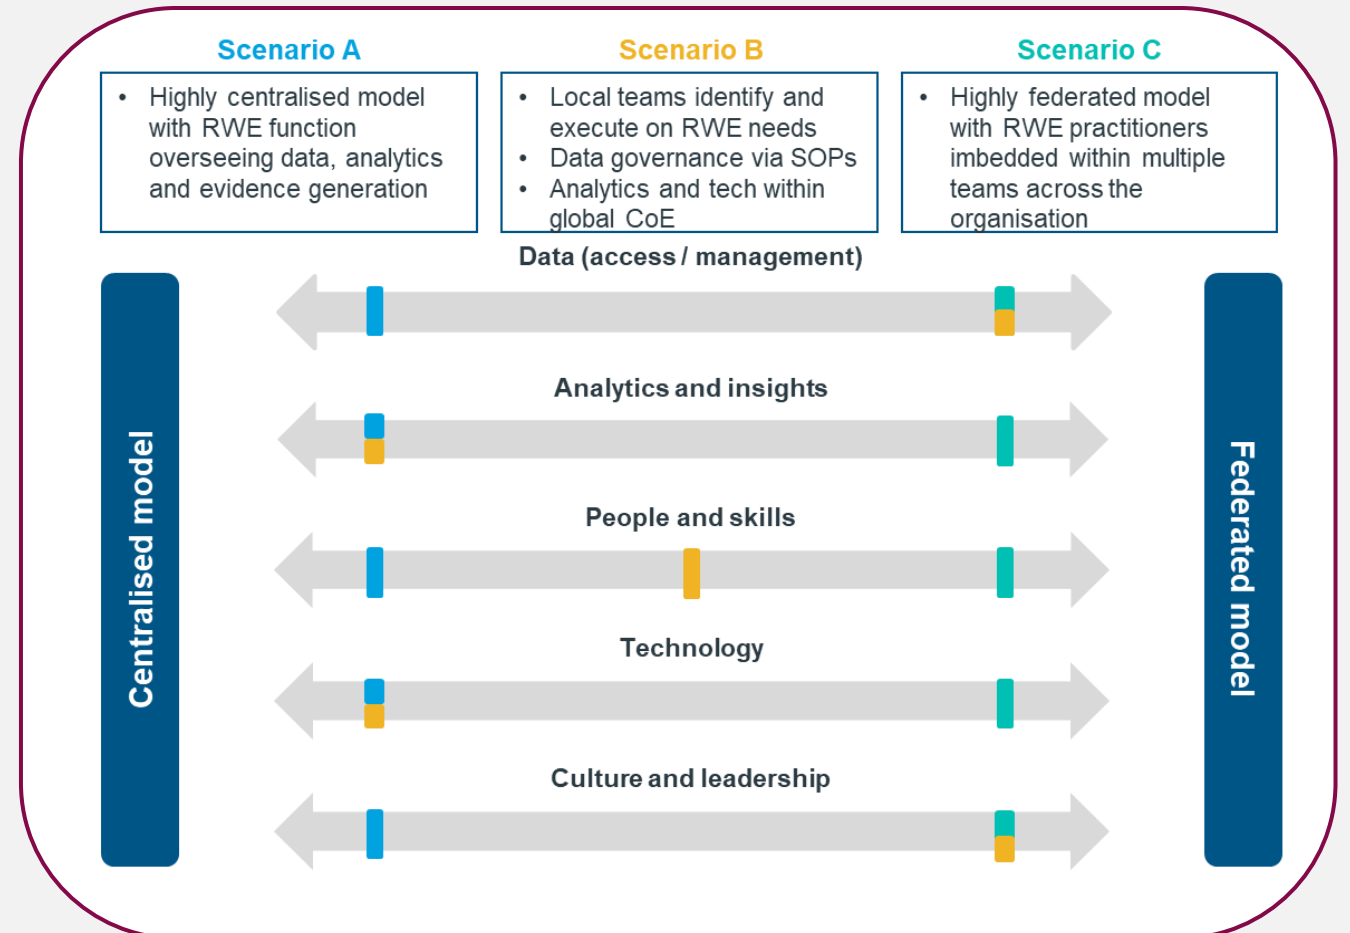 Scenario A
• Highly centralised model
with RWE function
overseeing data, analytics
and evidence generation
Scenario B
• Local teams identify and
execute on RWE needs
• Data governance via SOPs
• Analytics and tech within
global CoE
Scenario C
• Highly federated model
with RWE practitioners
imbedded within multiple
teams across the
organisation
Centralised model
Data (access / management)
Analytics and insights
People and skills
Technology
Culture and leadership
Federated model